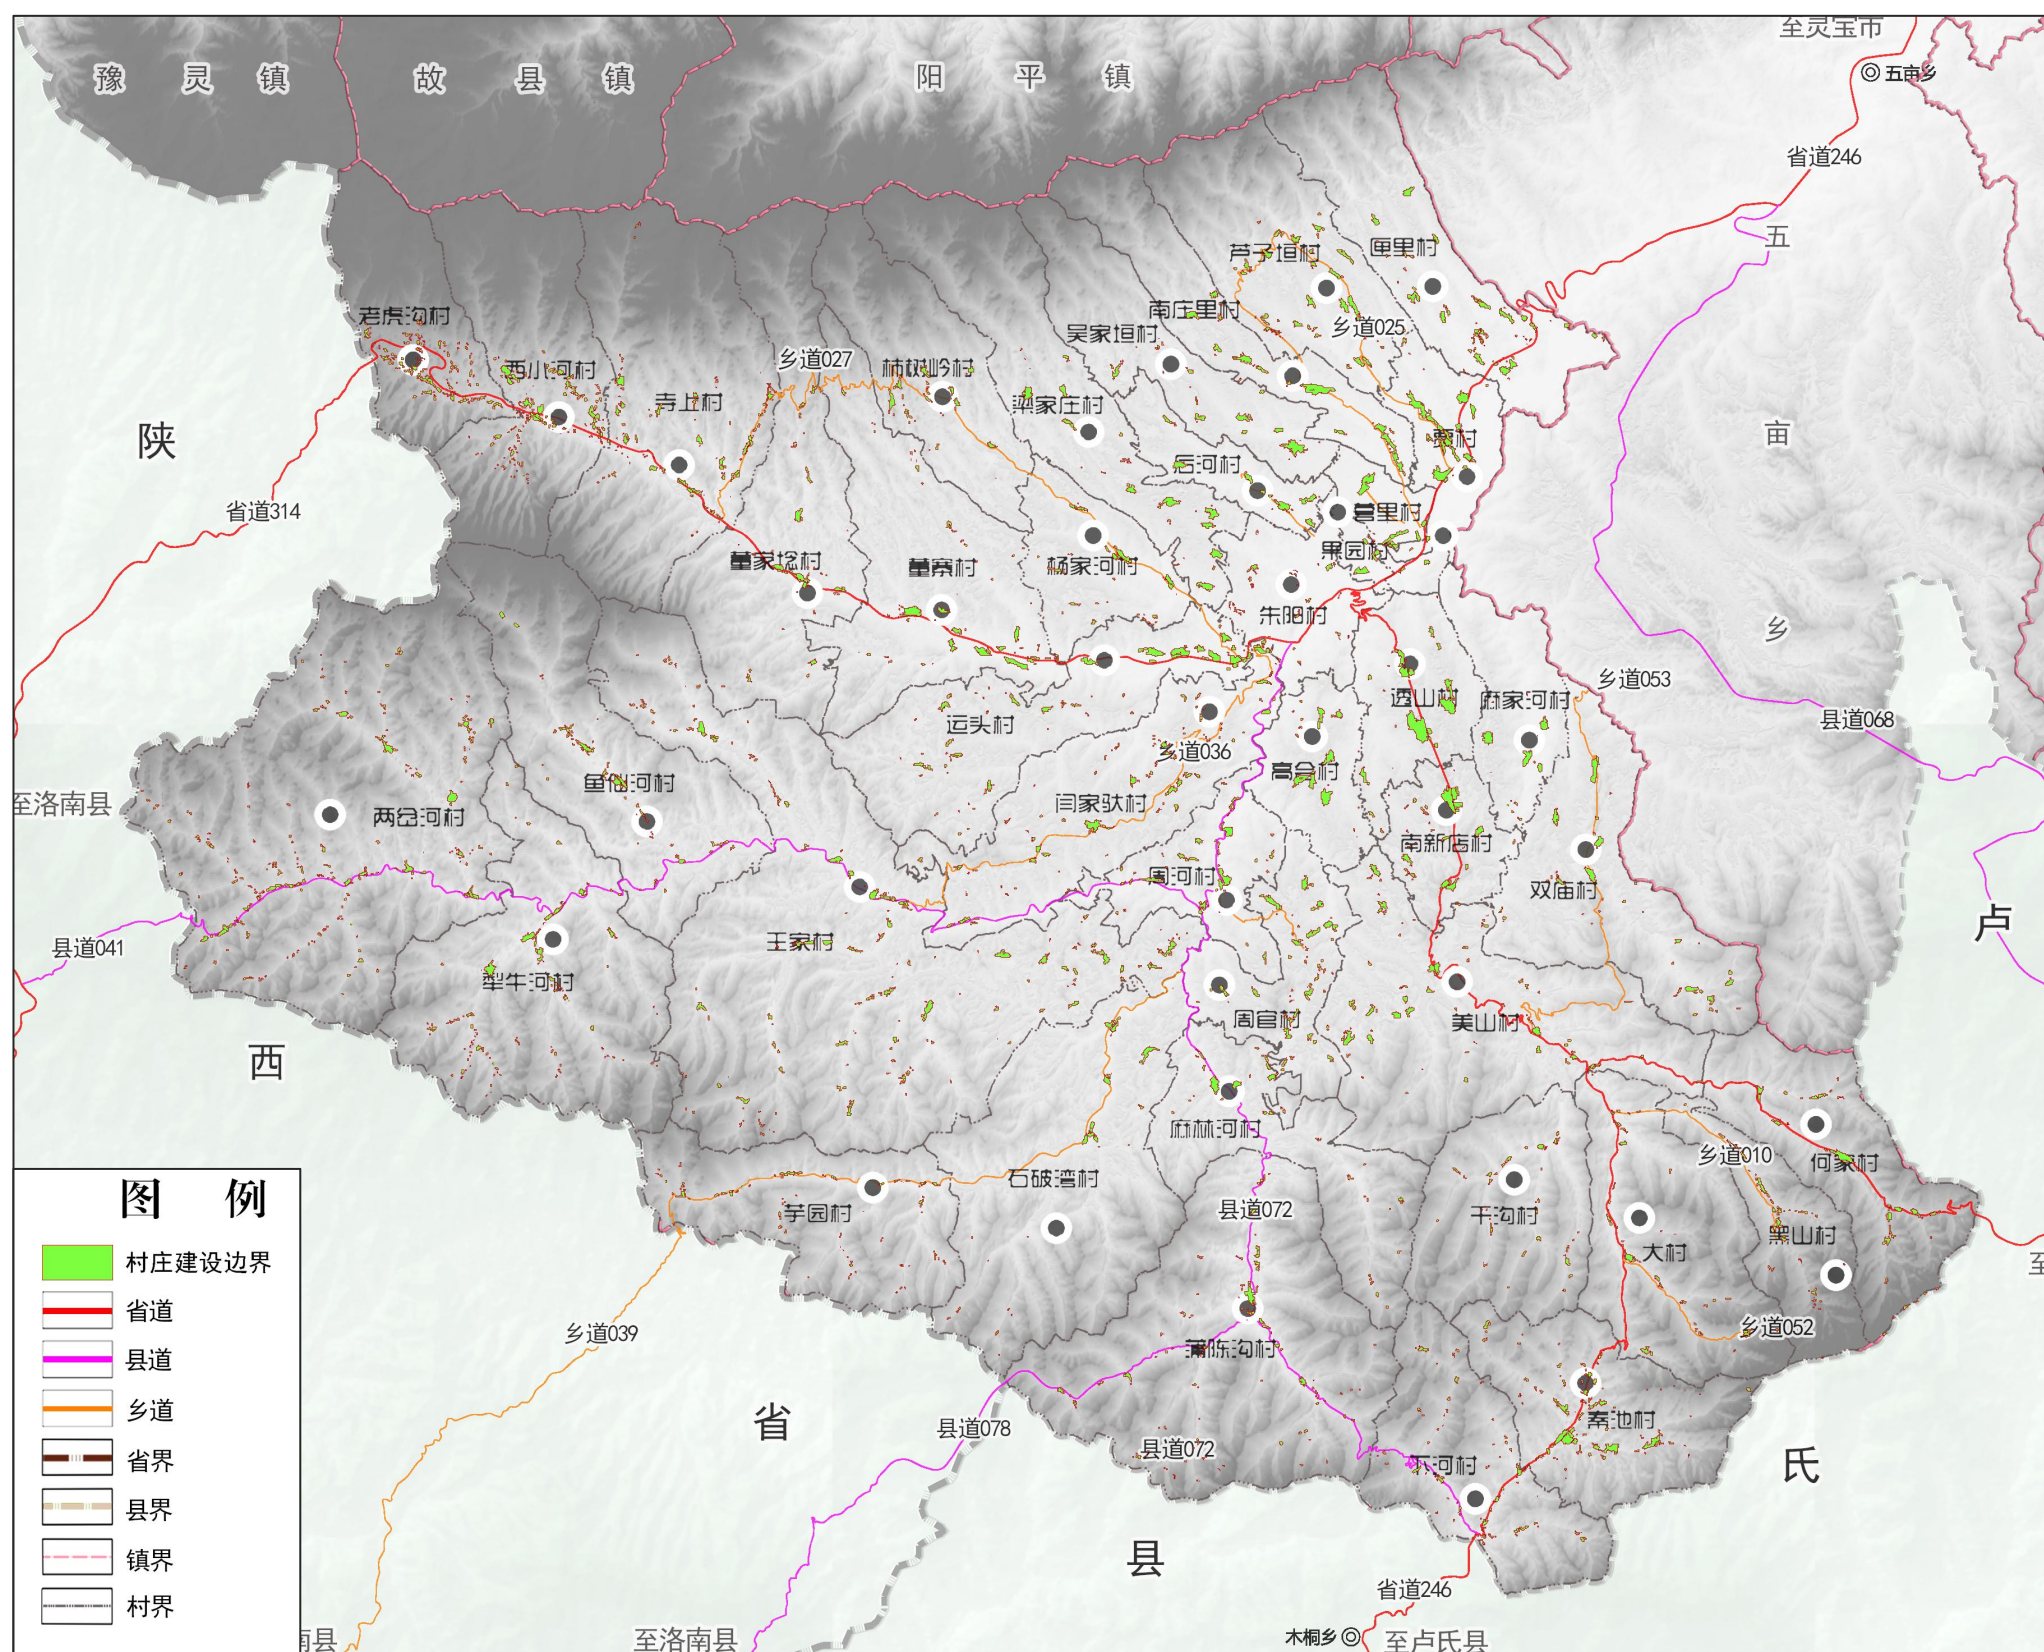 至灵宝市
五亩乡
豫灵镇
故县镇
阳平镇
省道246
五
亩
乡
芦子垣村
匣里村
南庄里村
吴家垣村
乡道025
老虎沟村
西小河村
乡道027
柿树岭村
寺上村
梁家庄村
贾村
后河村
陕
省道314
营里村
果园村
董家埝村
董寨村
杨家河村
朱阳村
乡道053
透山村
麻家河村
县道068
运头村
乡道036
高会村
鱼仙河村
至洛南县
两岔河村
闫家驮村
南新店村
周河村
双庙村
卢
县道041
王家村
犁牛河村
周官村
美山村
西
麻林河村
乡道010
何家村
石破湾村
芋园村
县道072
干沟村
大村
黑山村
至
图例
村庄建设边界
省道
县道
乡道
省界
县界
镇界
村界
乡道039
乡道052
蒲陈沟村
省
县道078
县道072
秦池村
下河村
氏
县
省道246
木桐乡
南县
至洛南县
至卢氏县